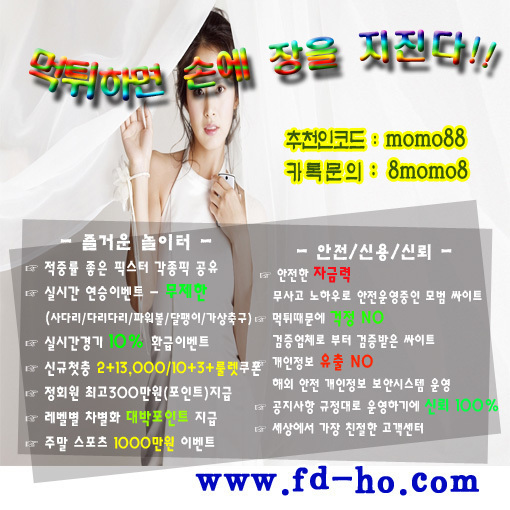 먹튀하면 손에 장을 지진다!!
추천인코드 : momo88
카톡문의 : 8momo8
- 즐거운 놀이터 -
☞ 적중률 좋은 픽스터 각종픽 공유
☞ 실시간 연승이벤트 - 무제한
(사다리/다리다리/파워볼/달팽이/가상축구)
☞ 실시간경기 10% 환급이벤트
☞ 신규첫충 2+13,000/10+3+룰렛쿠폰
☞ 정회원 최고300만원(포인트)지급
☞ 레벨별 차별화 대박포인트 지급
☞ 주말 스포츠 1000만원 이벤트
- 안전/신용/신뢰 -
☞ 안전한 자금력
무사고 노하우로 안전운영중인 모범 싸이트
☞ 먹튀때문에 걱정 NO
검증업체로 부터 검증받은 싸이트
☞ 개인정보 유출 NO
해외 안전 개인정보 보안시스템 운영
☞ 공지사항 규정대로 운영하기에 신뢰 100%
☞ 세상에서 가장 친절한 고객센터
www.fd-ho.com